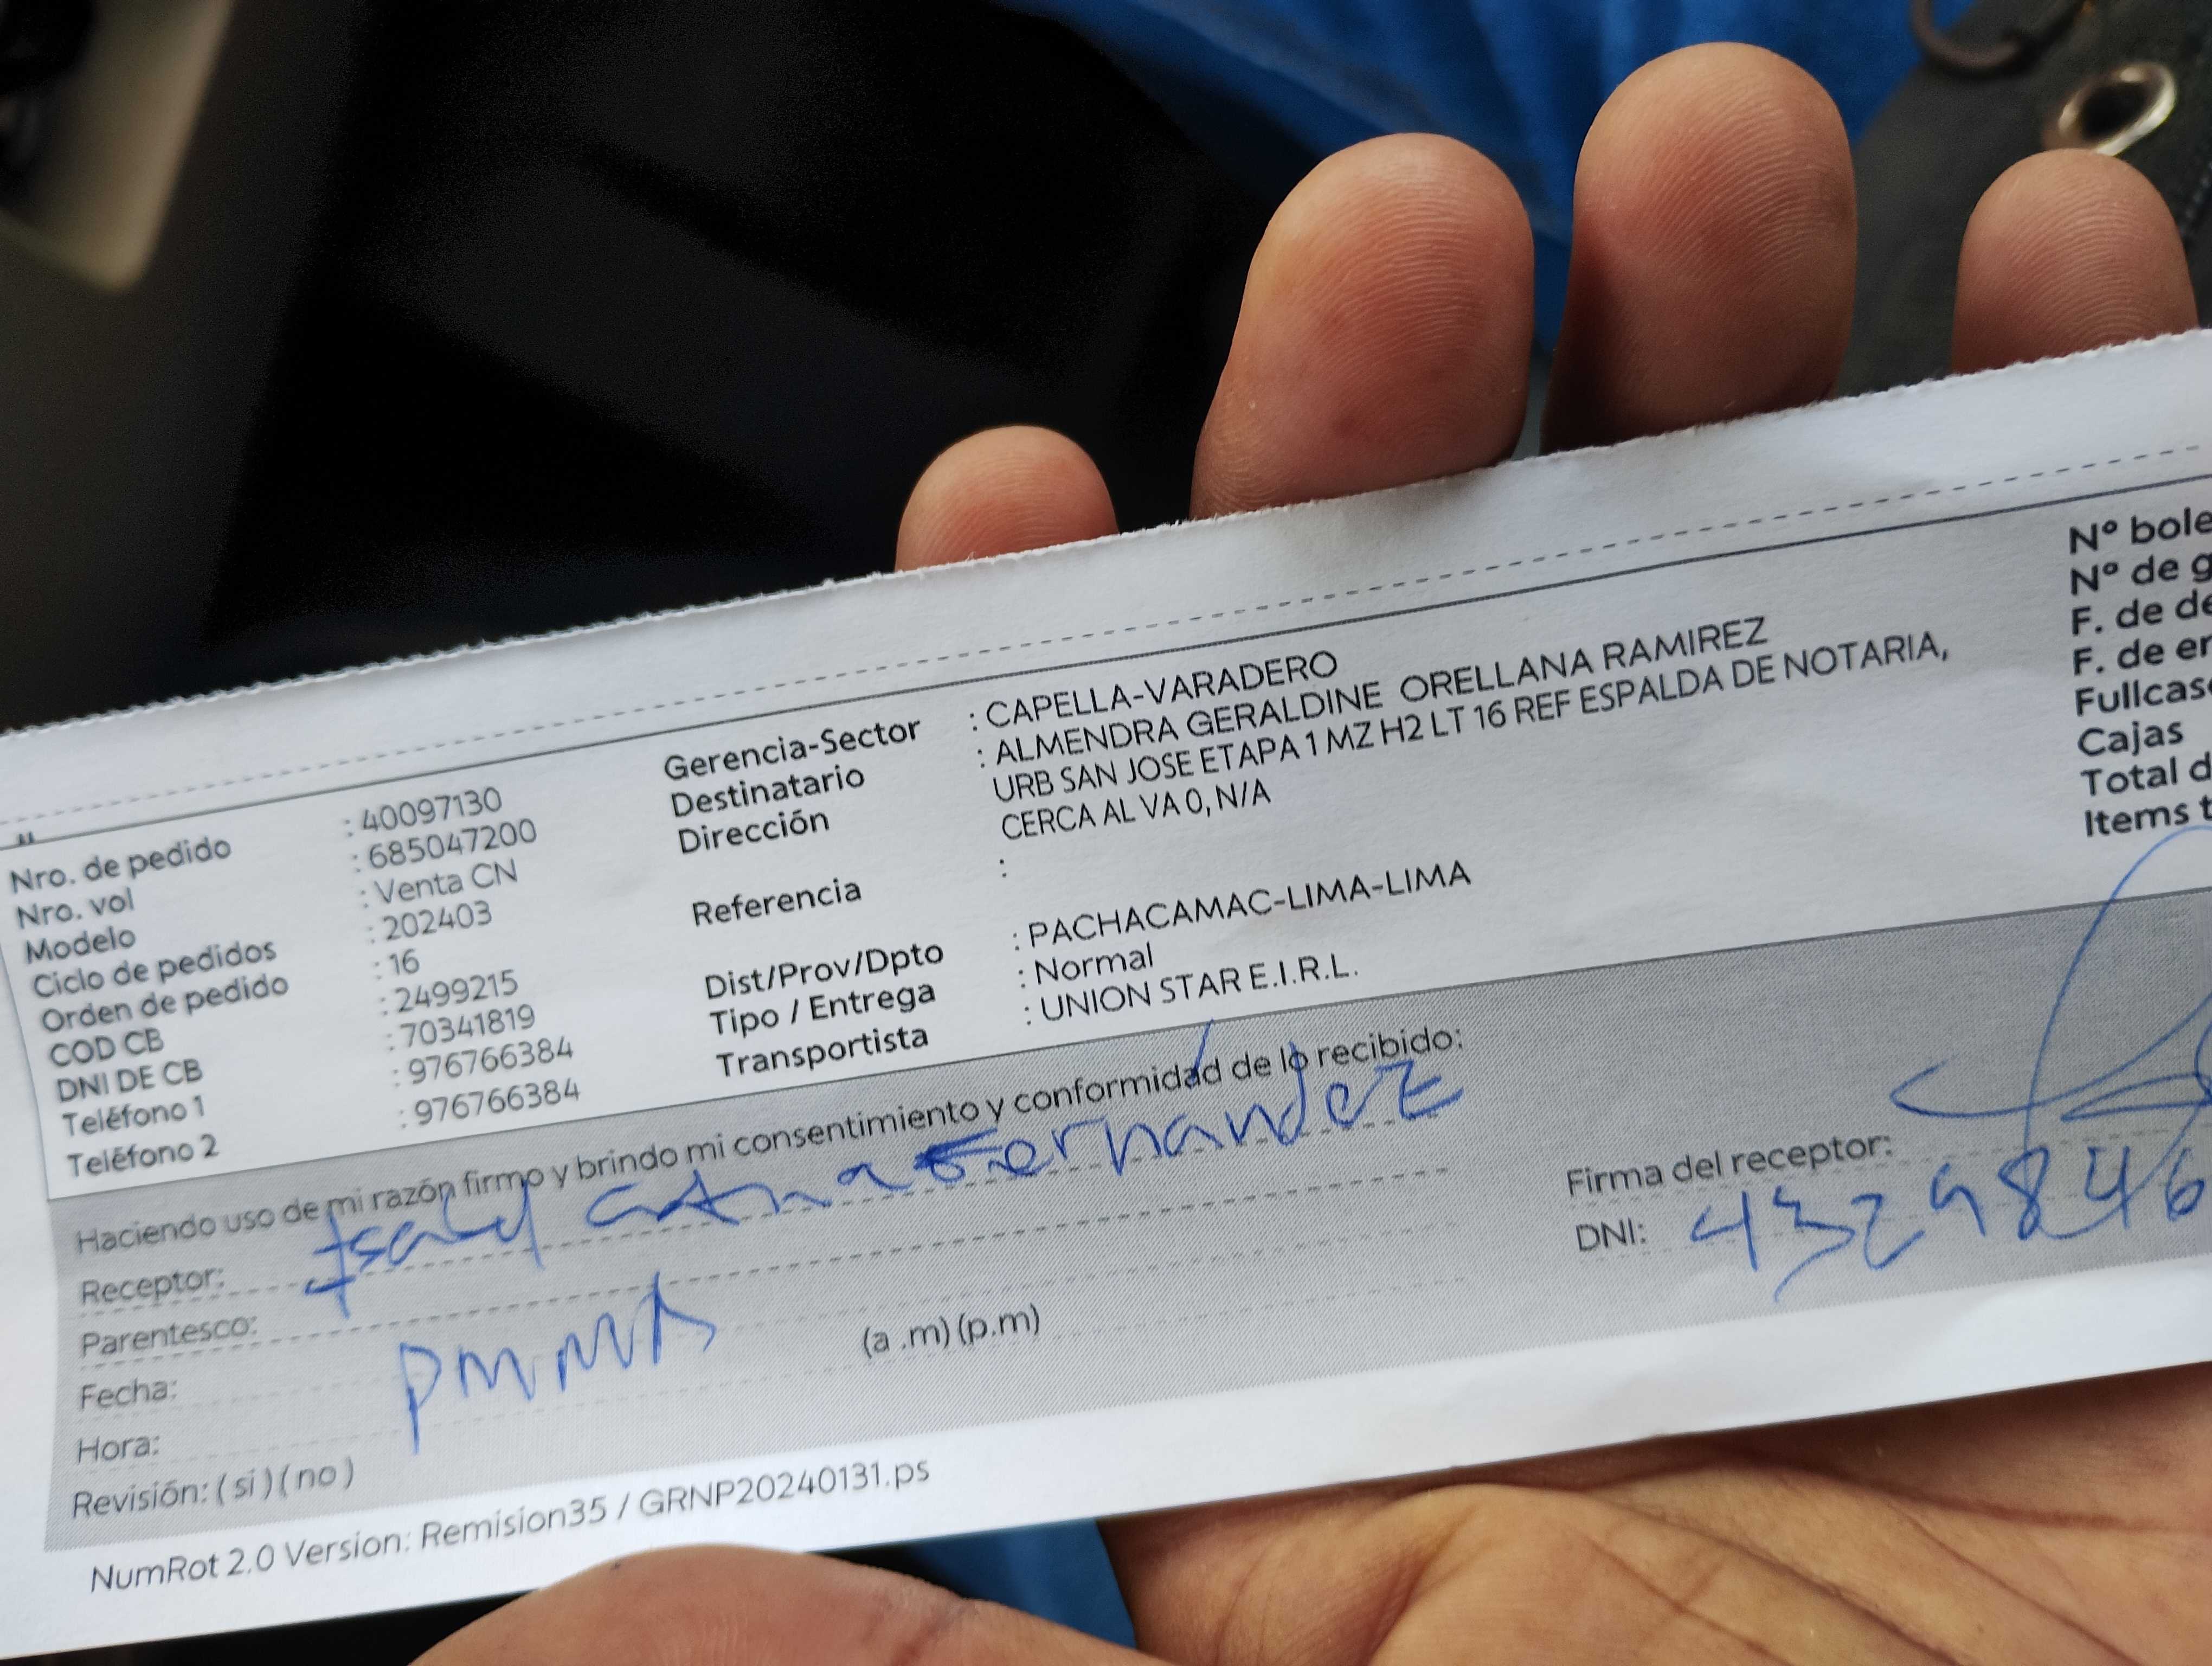 Nro. de pedido : 40097130
Nro. vol : 685047200
Modelo : Venta CN
Ciclo de pedidos : 202403
Orden de pedido : 16
COD CB : 2499215
DNI DE CB : 70341819
Teléfono 1 : 976766384
Teléfono 2 : 976766384
Gerencia-Sector : CAPELLA-VARADERO
Destinatario : ALMENDRA GERALDINE ORELLANA RAMIREZ
Dirección URB SAN JOSE ETAPA 1 MZ H2 LT 16 REF ESPALDA DE NOTARIA,
CERCA AL VA 0, N/A
Referencia :
Dist/Prov/Dpto : PACHACAMAC-LIMA-LIMA
Tipo / Entrega : Normal
Transportista : UNION STAR E.I.R.L.
Nº bole
Nº de g
F. de de
F. de er
Fullcas
Cajas
Total d
Items t
Haciendo uso de mi razón firmo y brindo mi consentimiento y conformidad de lo recibido:
Receptor: Fernández
Parentesco:
Fecha:
Hora: (a .m) (p.m)
Revisión: ( si ) ( no )
Firma del receptor:
DNI: 4329846
NumRot 2.0 Version: Remision35 / GRNP20240131.ps